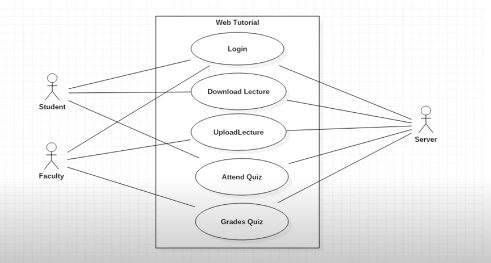 Web Tutorial
Login
Download Lecture
Student
UploadLecture
Server
Faculty
Attend Quiz
Grades Quiz